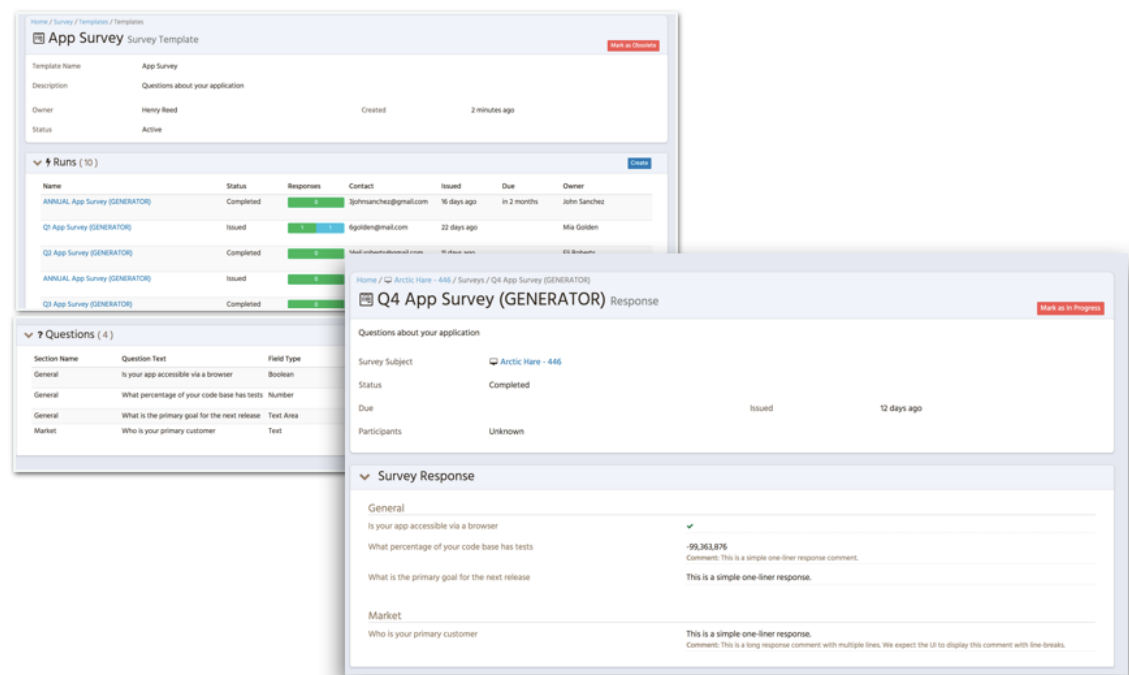 Home / Survey / Templates / Templates
App Survey Survey Template
Mark as Obsolete
Template Name App Survey
Description Questions about your application
Owner Henry Reed Created 2 minutes ago
Status Active
Runs ( 10 )
Create
Name Status Responses Contact Issued Due Owner
ANNUAL App Survey (GENERATOR) Completed 3johnsanchez@gmail.com 16 days ago in 2 months John Sanchez
Q1 App Survey (GENERATOR) Issued 1 1 6golden@mail.com 22 days ago Mia Golden
Q2 App Survey (GENERATOR) Completed 11 days ago Eli Roberts
ANNUAL App Survey (GENERATOR) Issued
Q3 App Survey (GENERATOR) Completed
? Questions ( 4 )
Section Name Question Text Field Type
General Is your app accessible via a browser Boolean
General What percentage of your code base has tests Number
General What is the primary goal for the next release Text Area
Market Who is your primary customer Text
Home / Arctic Hare - 446 / Surveys / Q4 App Survey (GENERATOR)
Q4 App Survey (GENERATOR) Response
Mark as In Progress
Questions about your application
Survey Subject Arctic Hare - 446
Status Completed
Due Issued 12 days ago
Participants Unknown
Survey Response
General
Is your app accessible via a browser
What percentage of your code base has tests -99,363,876
Comment: This is a simple one-liner response comment.
What is the primary goal for the next release This is a simple one-liner response.
Market
Who is your primary customer This is a simple one-liner response.
Comment: This is a long response comment with multiple lines. We expect the UI to display this comment with line-breaks.